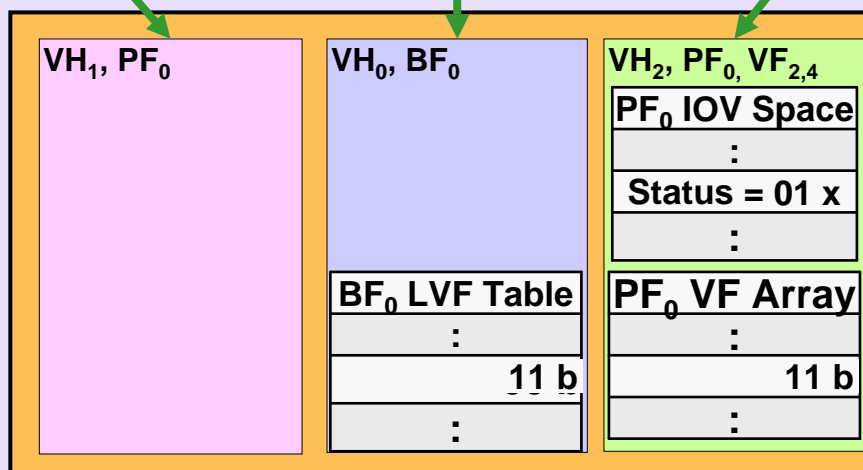 VH₁, PF₀
VH₀, BF₀
BF₀ LVF Table
:
11 b
:
VH₂, PF₀, VF₂,₄
PF₀ IOV Space
:
Status = 01 x
:
PF₀ VF Array
:
11 b
: